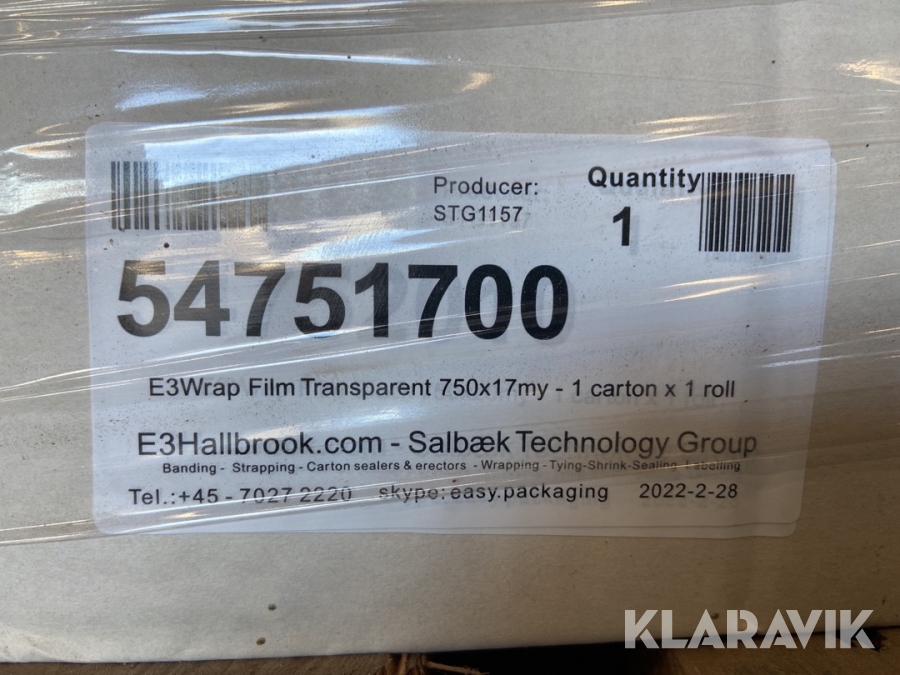 Producer:
STG1157
Quantity
1
54751700
E3Wrap Film Transparent 750x17my - 1 carton x 1 roll
E3Hallbrook.com - Salbæk Technology Group
Banding - Strapping - Carton sealers & erectors - Wrapping - Tying-Shrink-Sealing Labelling
Tel.:+45 - 7027 2220 skype: easy.packaging 2022-2-28
KLARAVIK